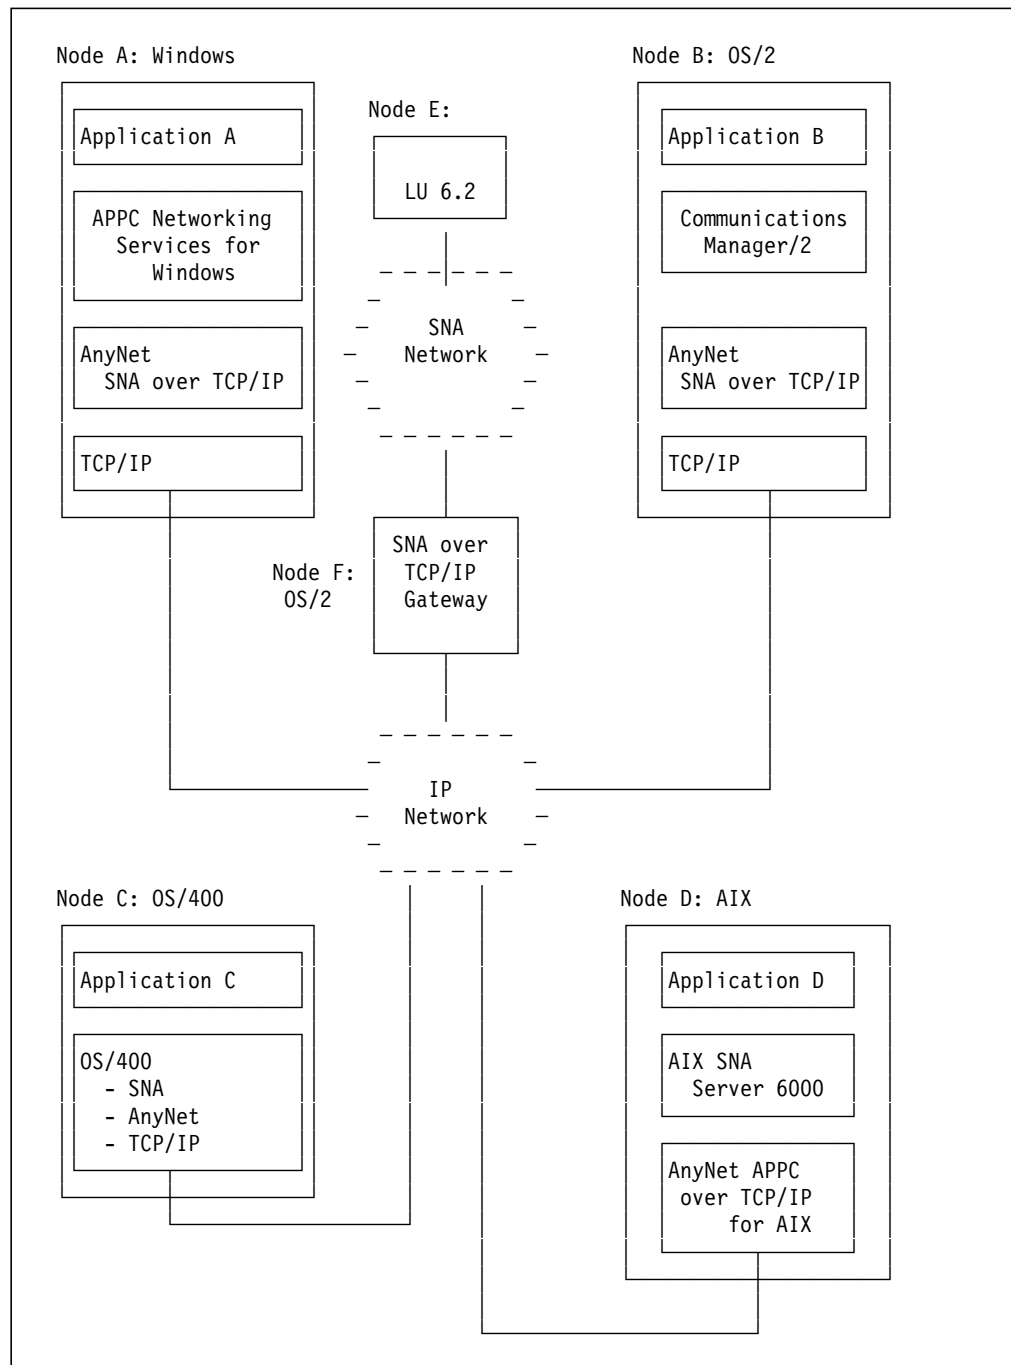 Node A: Windows
Application A
APPC Networking
Services for
Windows
AnyNet
SNA over TCP/IP
TCP/IP
Node E:
LU 6.2
SNA
Network
Node B: OS/2
Application B
Communications
Manager/2
AnyNet
SNA over TCP/IP
TCP/IP
Node F:
OS/2
SNA over
TCP/IP
Gateway
IP
Network
Node C: OS/400
Application C
OS/400
- SNA
- AnyNet
- TCP/IP
Node D: AIX
Application D
AIX SNA
Server 6000
AnyNet APPC
over TCP/IP
for AIX